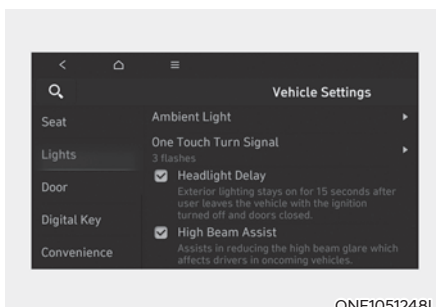 Vehicle Settings
Seat
Lights
Door
Digital Key
Convenience
Ambient Light
One Touch Turn Signal
3 flashes
Headlight Delay
Exterior lighting stays on for 15 seconds after
user leaves the vehicle with the ignition
turned off and doors closed.
High Beam Assist
Assists in reducing the high beam glare which
affects drivers in oncoming vehicles.